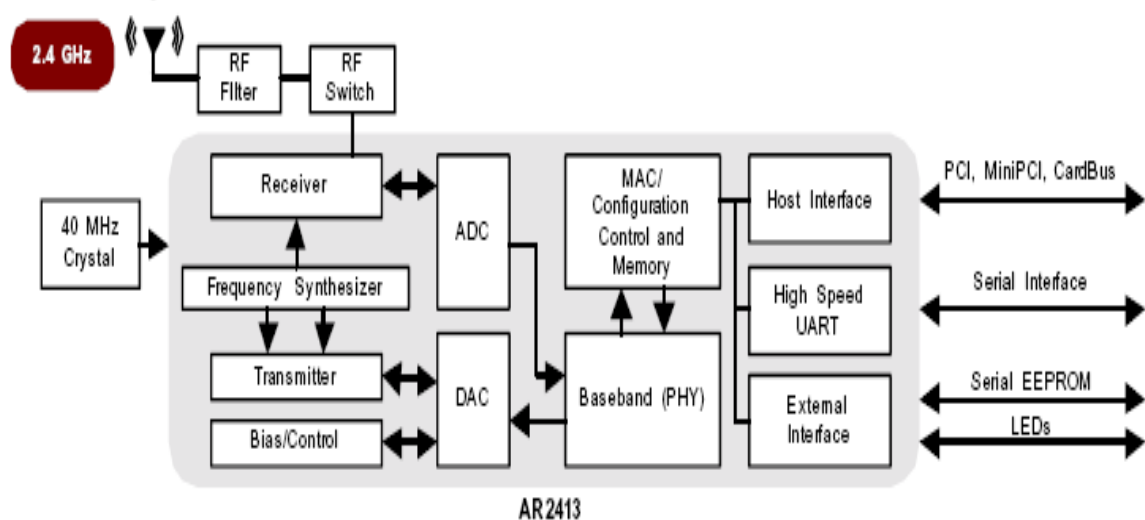 2.4 GHz
RF
FIlter
RF
Switch
40 MHz
Crystal
Receiver
Frequency Synthesizer
Transmitter
Bias/Control
ADC
DAC
MAC/
Configuration
Control and
Memory
Baseband (PHY)
Host Interface
High Speed
UART
External
Interface
PCI, MiniPCI, CardBus
Serial Interface
Serial EEPROM
LEDs
AR2413